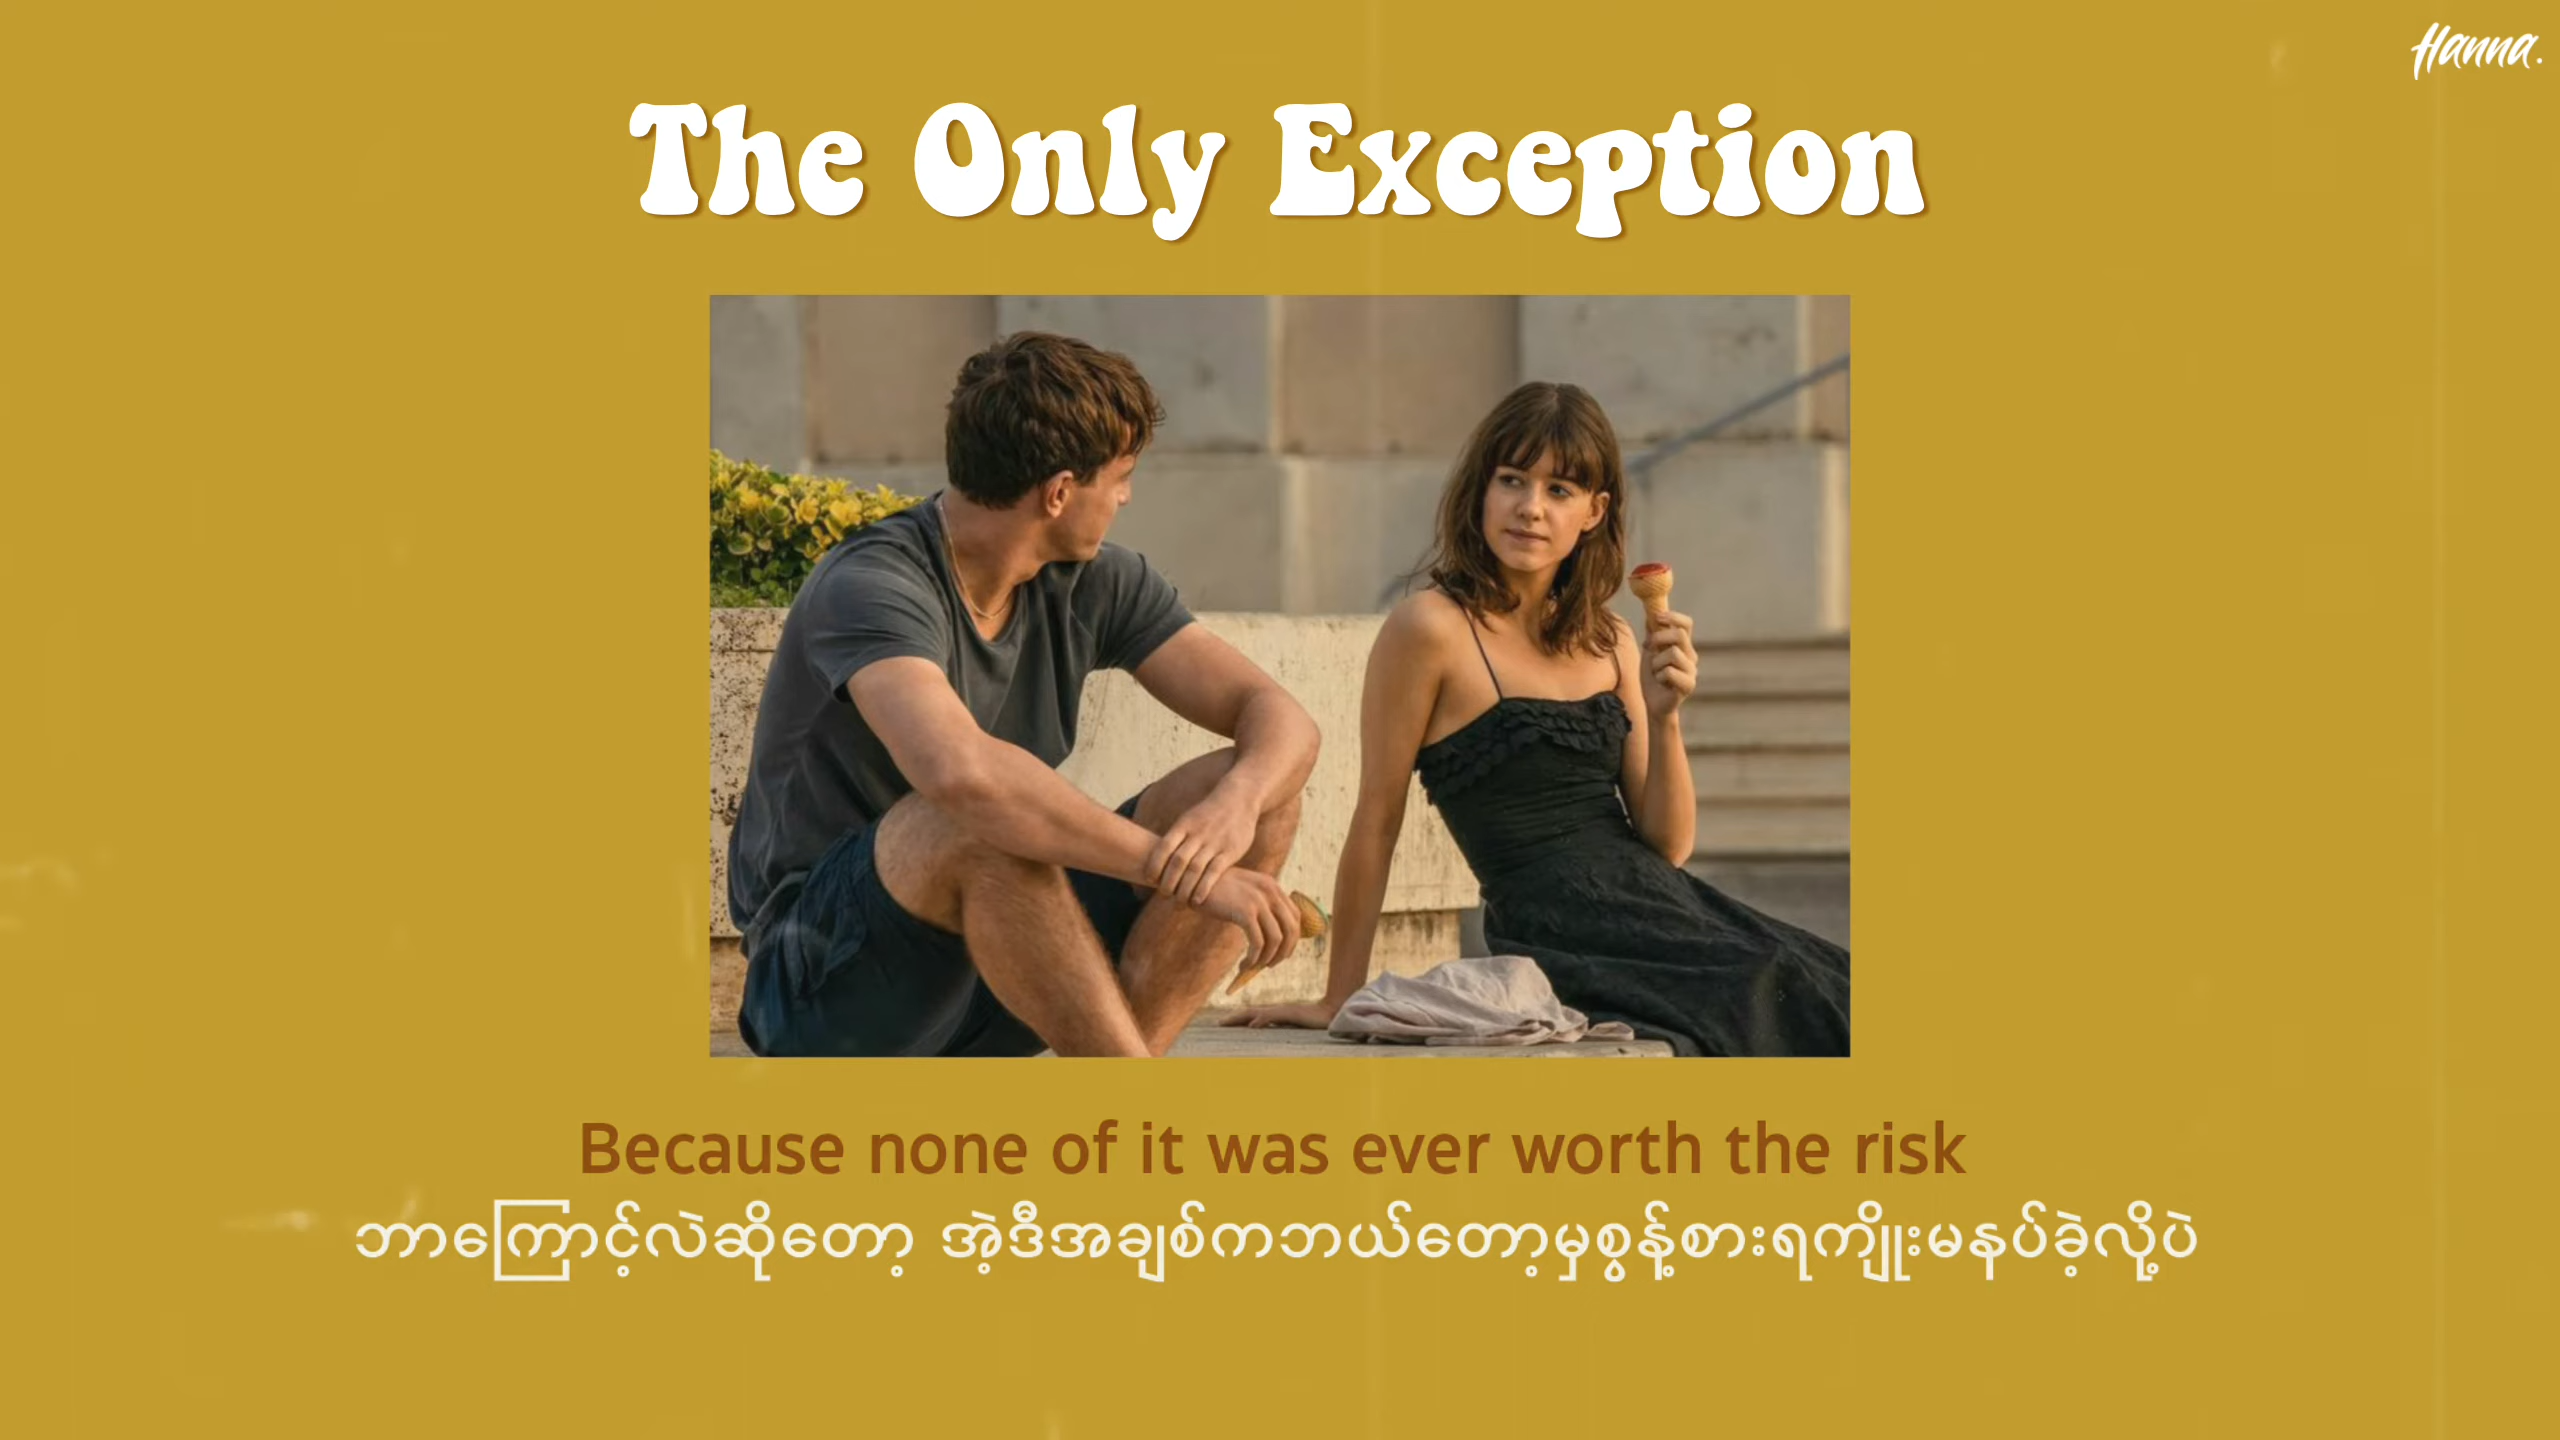 Hanna.
The Only Exception
Because none of it was ever worth the risk
ဘာကြောင့်လဲဆိုတော့ အဲ့ဒီအချစ်ကဘယ်တော့မှစွန့်စားရကျိုးမနပ်ခဲ့လို့ပဲ